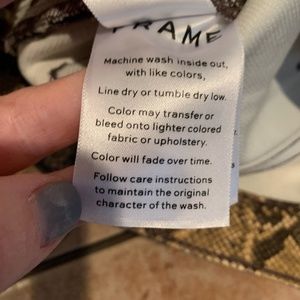 FRAME
Machine wash inside out,
with like colors,
Line dry or tumble dry low.
Color may transfer or
bleed onto lighter colored
fabric or upholstery.
Color will fade over time.
Follow care instructions
to maintain the original
character of the wash.